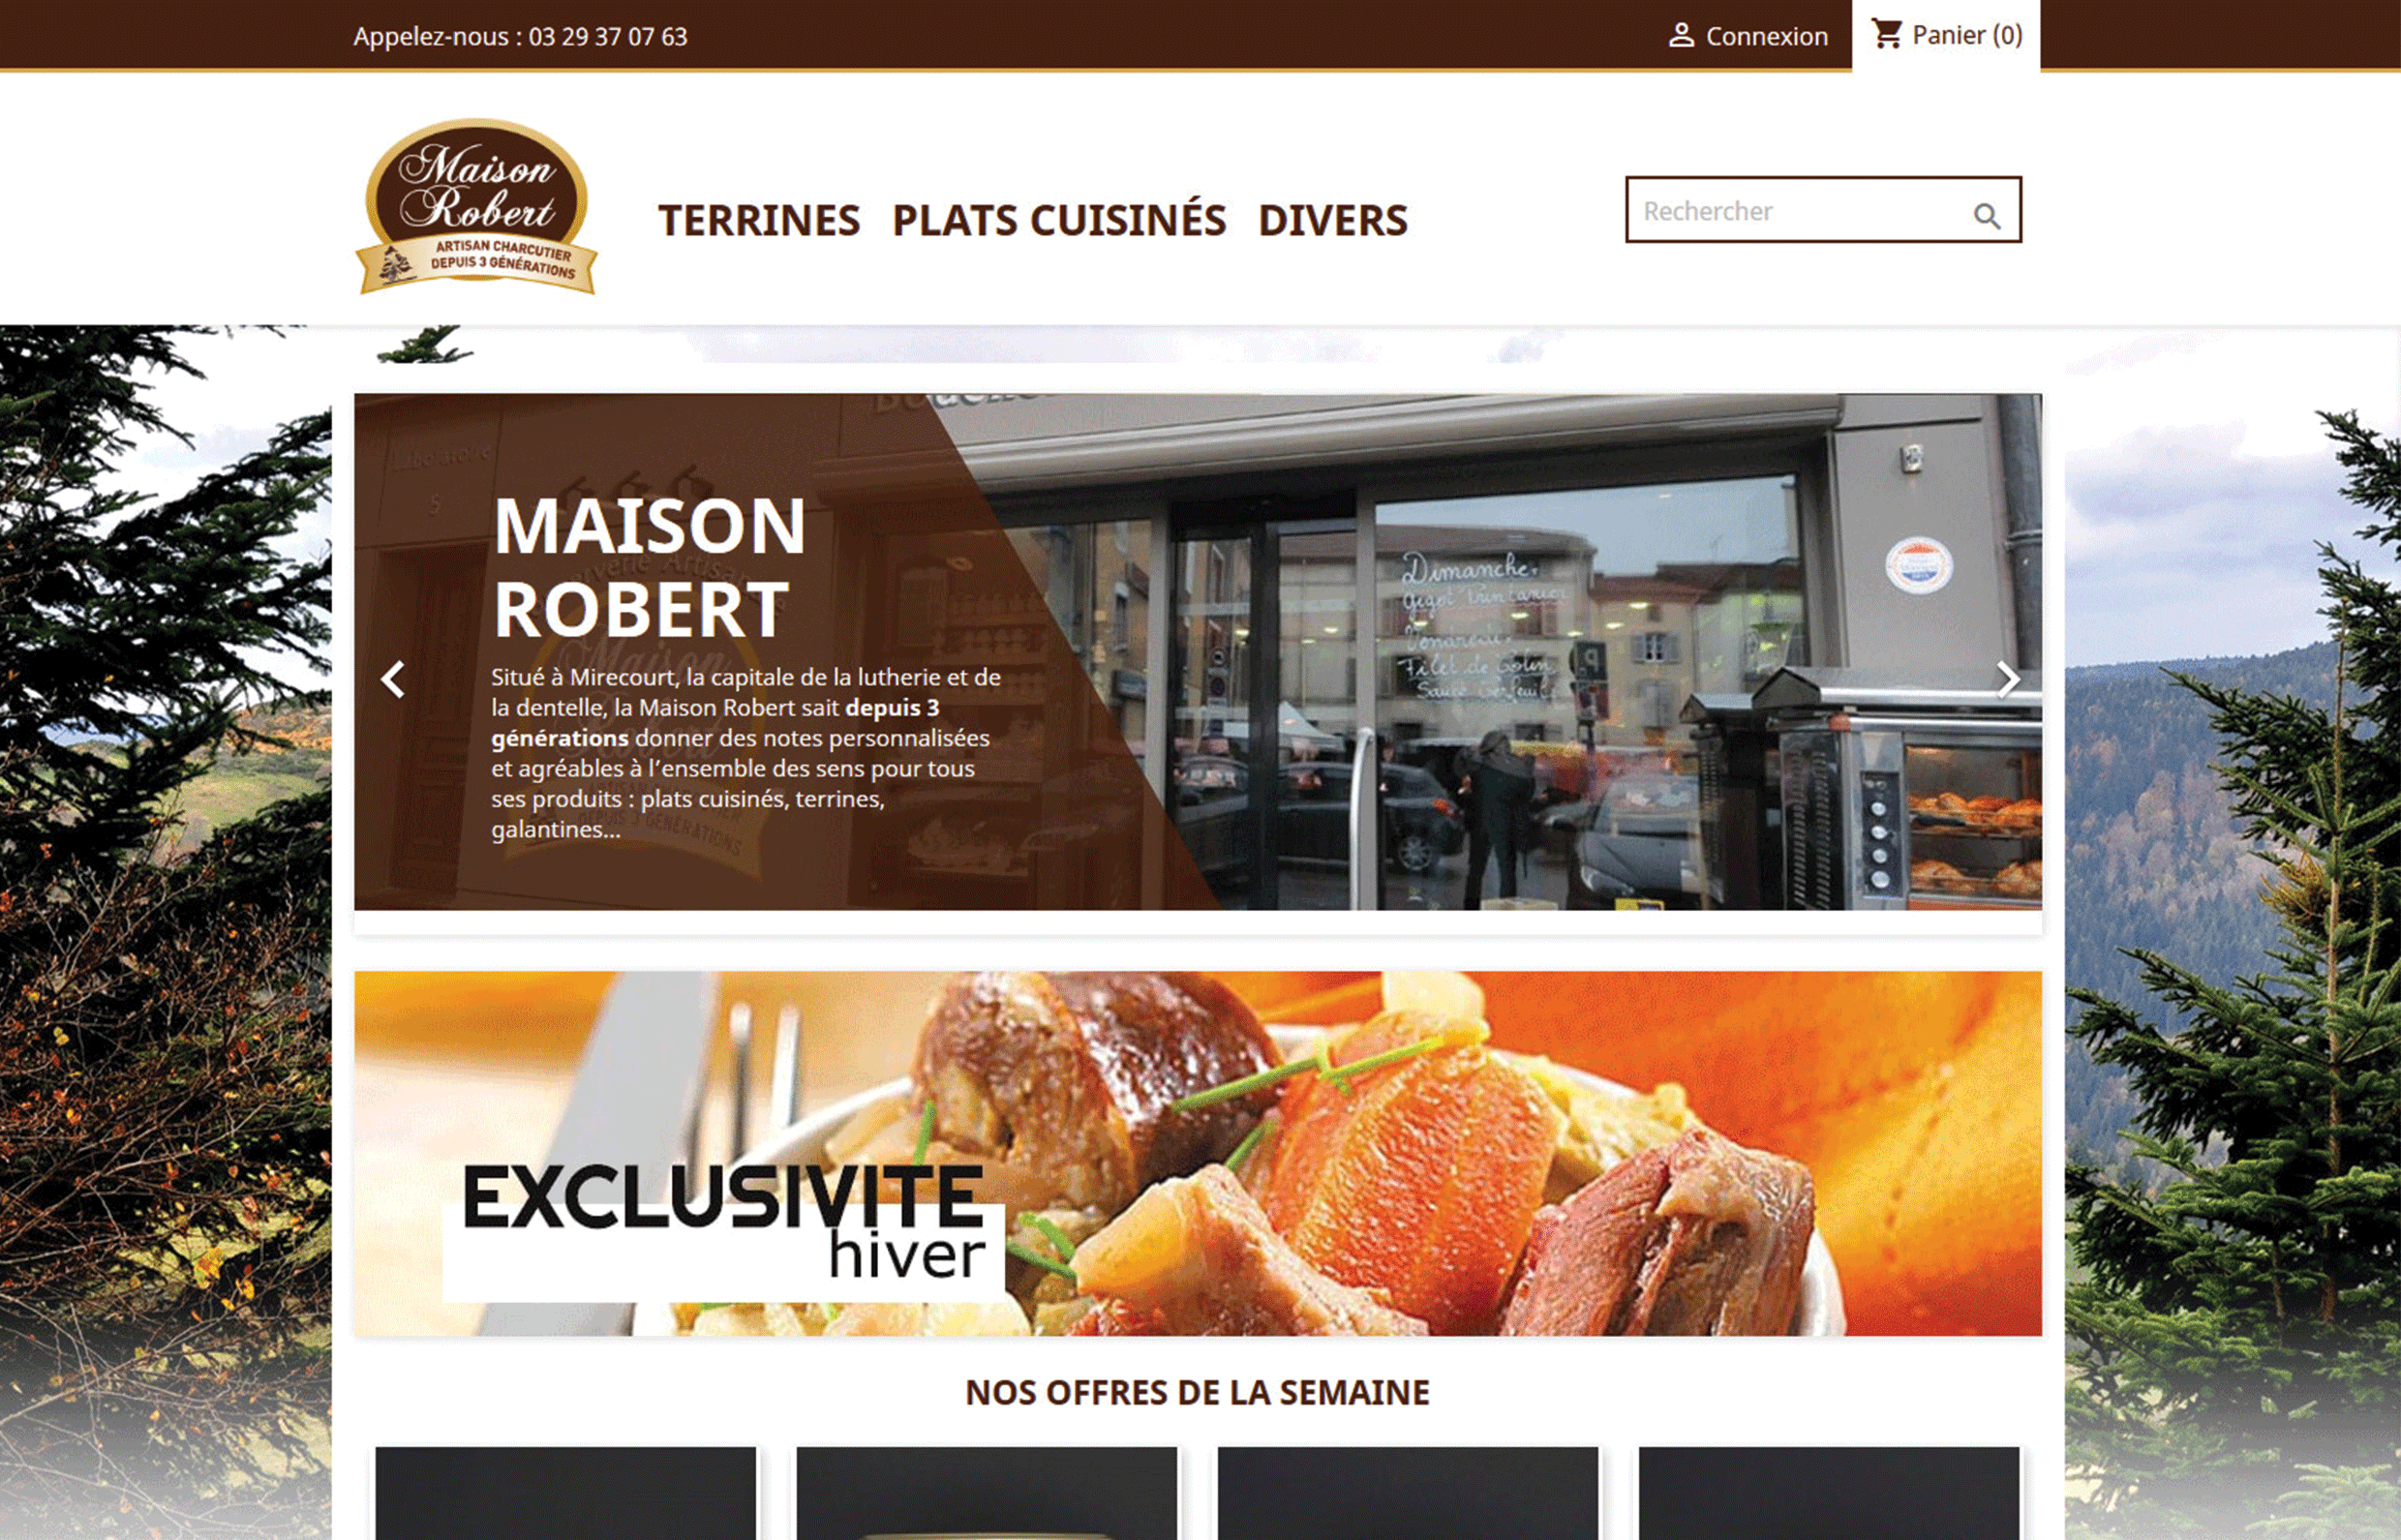 Appelez-nous : 03 29 37 07 63
Connexion
Panier (0)
Maison
Robert
ARTISAN CHARCUTIER
DEPUIS 3 GÉNÉRATIONS
TERRINES PLATS CUISINÉS DIVERS
Rechercher
MAISON
ROBERT
Situé à Mirecourt, la capitale de la lutherie et de
la dentelle, la Maison Robert sait depuis 3
générations donner des notes personnalisées
et agréables à l’ensemble des sens pour tous
ses produits : plats cuisinés, terrines,
galantines...
Dimanche:
Gigot Printanier
Vendredi:
Filet de Colin
EXCLUSIVITE
hiver
NOS OFFRES DE LA SEMAINE